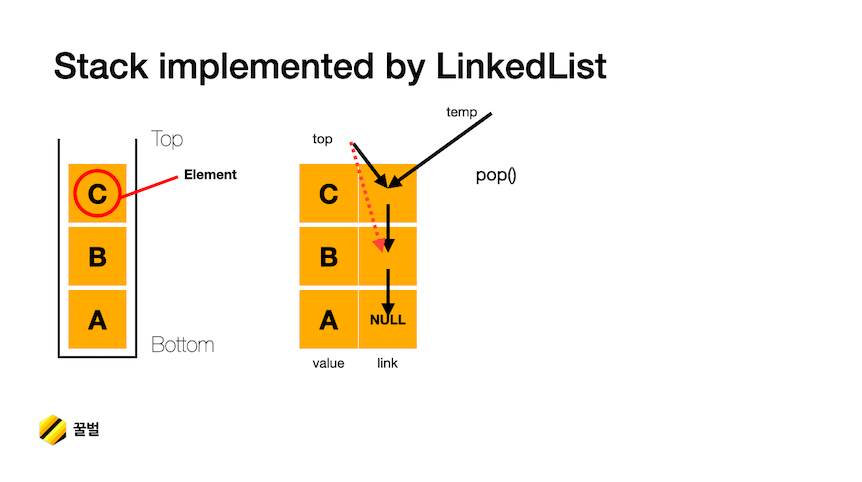 Stack implemented by LinkedList
Top
C
Element
B
A
Bottom
temp
top
pop()
C
B
A
NULL
value
link
꿀벌